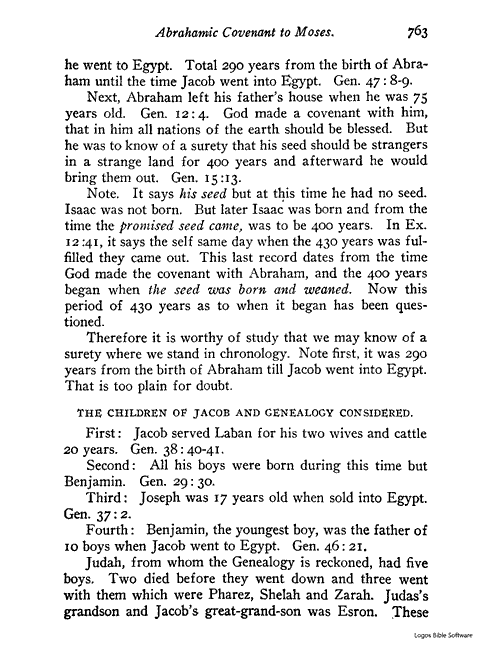 Abrahamic Covenant to Moses. 763
he went to Egypt. Total 290 years from the birth of Abra-
ham until the time Jacob went into Egypt. Gen. 47:8-9.
Next, Abraham left his father's house when he was 75
years old. Gen. 12:4. God made a covenant with him,
that in him all nations of the earth should be blessed. But
he was to know of a surety that his seed should be strangers
in a strange land for 400 years and afterward he would
bring them out. Gen. 15:13.
Note. It says his seed but at this time he had no seed.
Isaac was not born. But later Isaac was born and from the
time the promised seed came, was to be 400 years. In Ex.
12:41, it says the self same day when the 430 years was ful-
filled they came out. This last record dates from the time
God made the covenant with Abraham, and the 400 years
began when the seed was born and weaned. Now this
period of 430 years as to when it began has been ques-
tioned.
Therefore it is worthy of study that we may know of a
surety where we stand in chronology. Note first, it was 290
years from the birth of Abraham till Jacob went into Egypt.
That is too plain for doubt.
THE CHILDREN OF JACOB AND GENEALOGY CONSIDERED.
First: Jacob served Laban for his two wives and cattle
20 years. Gen. 38:40-41.
Second: All his boys were born during this time but
Benjamin. Gen. 29:30.
Third: Joseph was 17 years old when sold into Egypt.
Gen. 37:2.
Fourth: Benjamin, the youngest boy, was the father of
10 boys when Jacob went to Egypt. Gen. 46:21.
Judah, from whom the Genealogy is reckoned, had five
boys. Two died before they went down and three went
with them which were Pharez, Shelah and Zarah. Judas's
grandson and Jacob's great-grand-son was Esron. These
Logos Bible Software